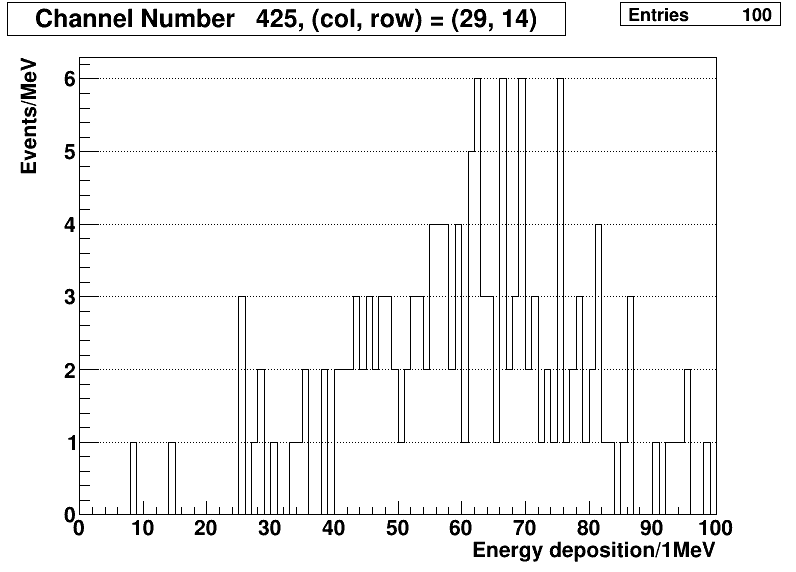 Channel Number 425, (col, row) = (29, 14)
Entries 100
Events/MeV
6
5
4
3
2
1
0
0 10 20 30 40 50 60 70 80 90 100
Energy deposition/1MeV